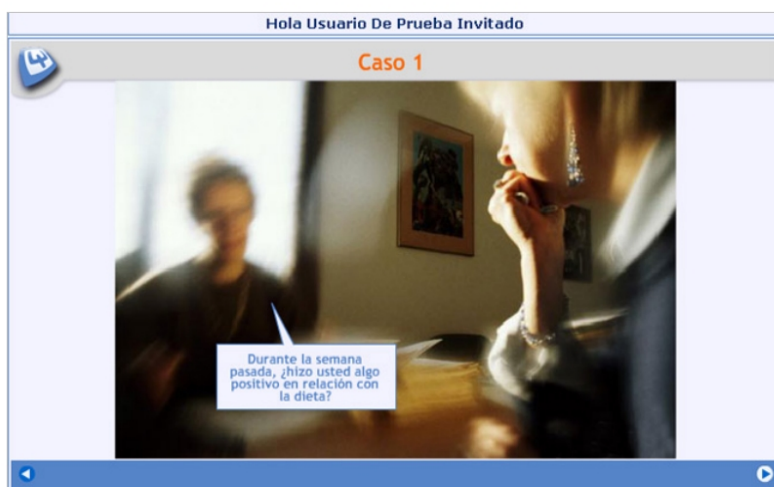 Hola Usuario De Prueba Invitado
Caso 1
Durante la semana
pasada, ¿hizo usted algo
positivo en relación con
la dieta?